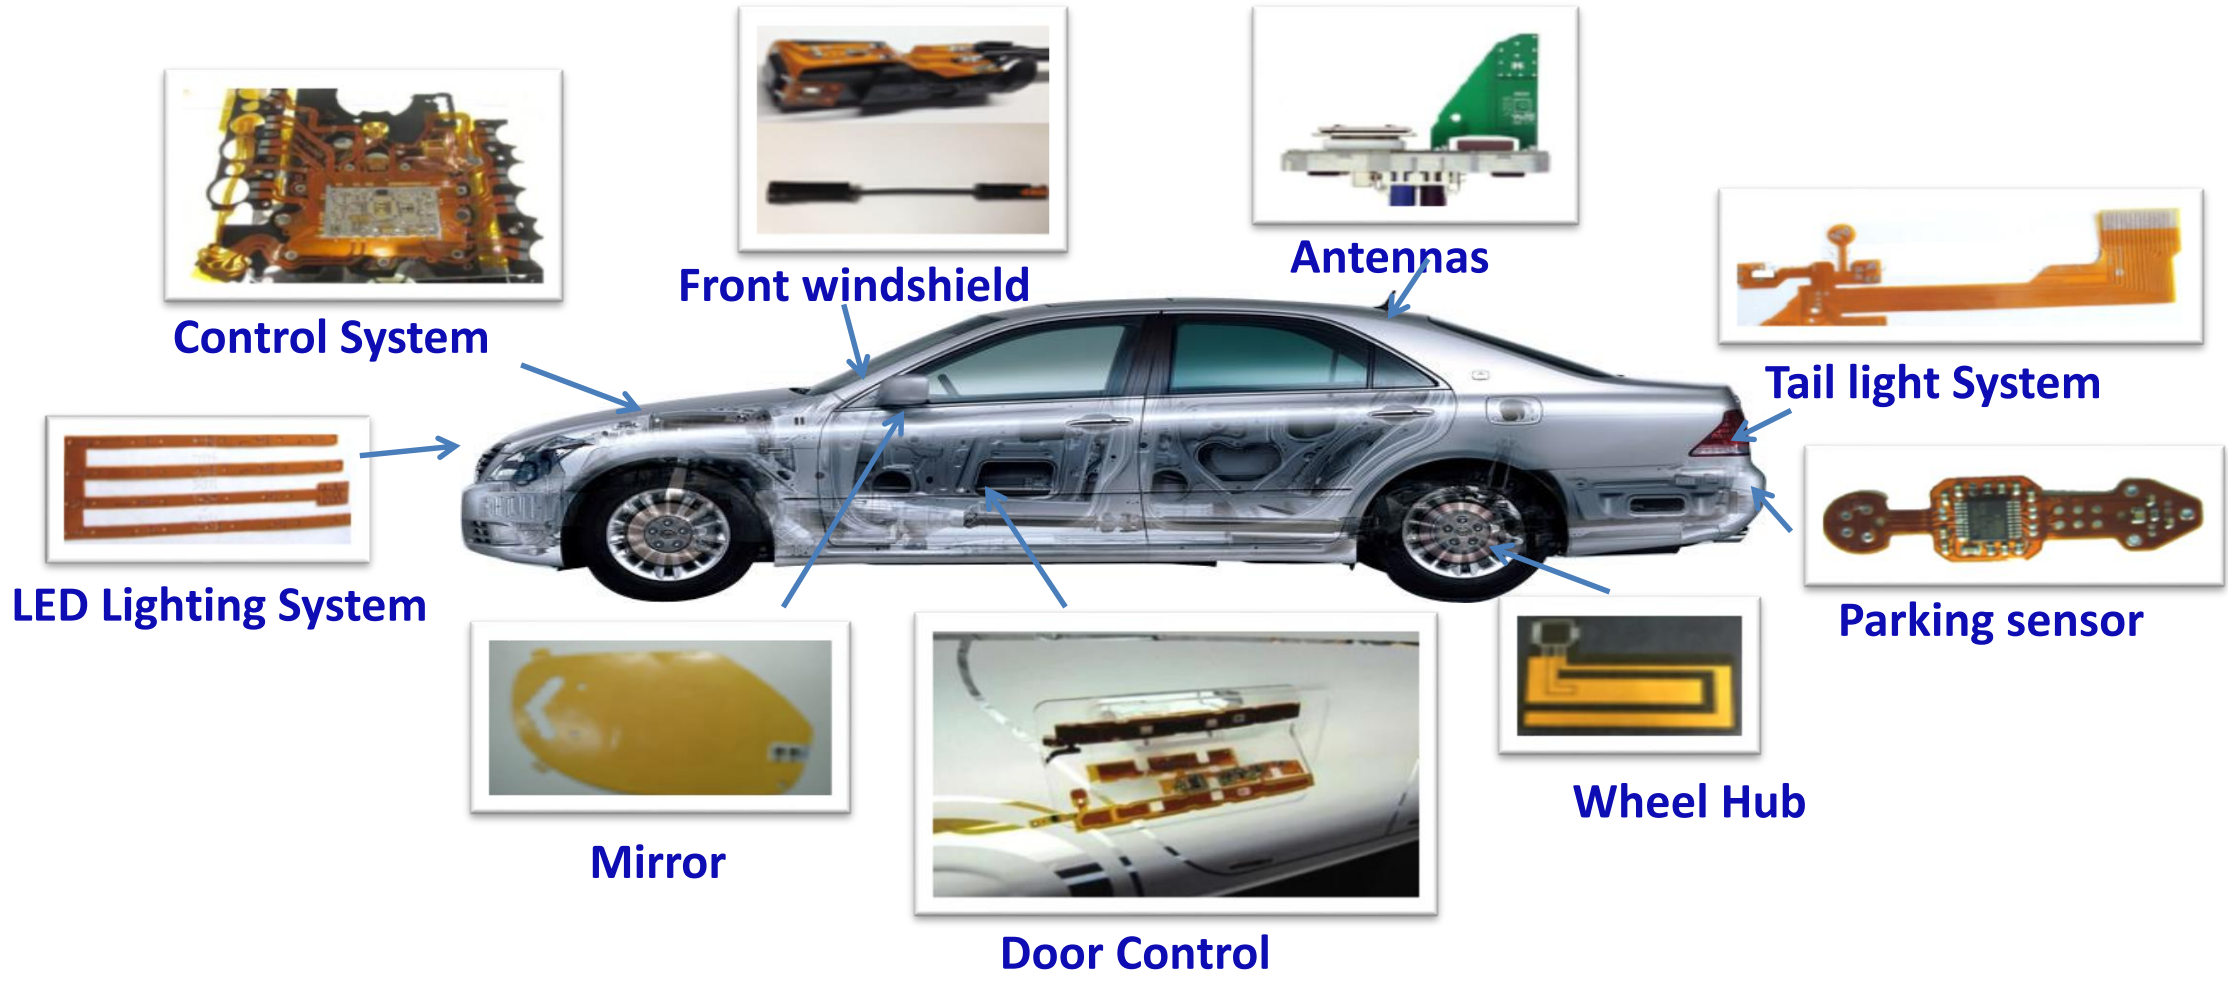 Front windshield
Antennas
Control System
Tail light System
LED Lighting System
Parking sensor
Mirror
Door Control
Wheel Hub